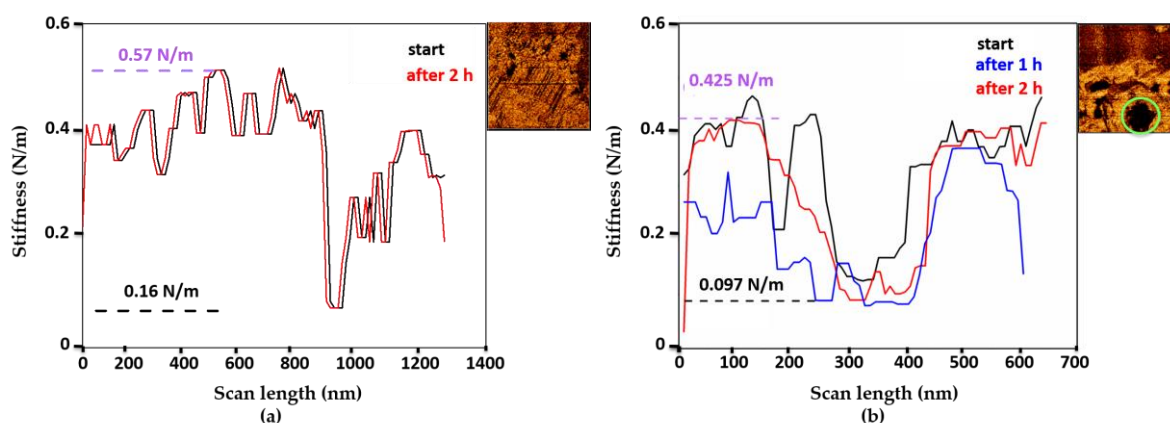 0.6
0.57 N/m
start
after 2 h
0.4
Stiffness (N/m)
0.2
0.16 N/m
0
0 200 400 600 800 1000 1200 1400
Scan length (nm)
(a)
0.6
start
after 1 h
0.425 N/m
after 2 h
0.4
Stiffness (N/m)
0.2
0.097 N/m
0
0 100 200 300 400 500 600 700
Scan length (nm)
(b)